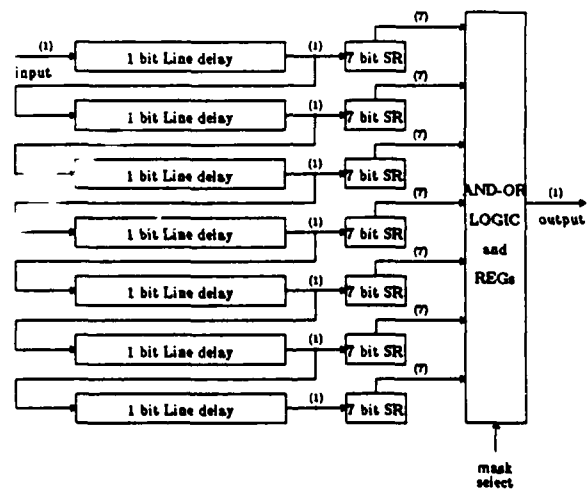 (1)
input
1 bit Line delay
(1)
7 bit SR
(7)
1 bit Line delay
(1)
7 bit SR
(7)
1 bit Line delay
(1)
7 bit SR
(7)
1 bit Line delay
(1)
7 bit SR
(7)
1 bit Line delay
(1)
7 bit SR
(7)
1 bit Line delay
(1)
7 bit SR
(7)
1 bit Line delay
(1)
7 bit SR
(7)
AND-OR
LOGIC
and
REGs
(1)
output
mask
select